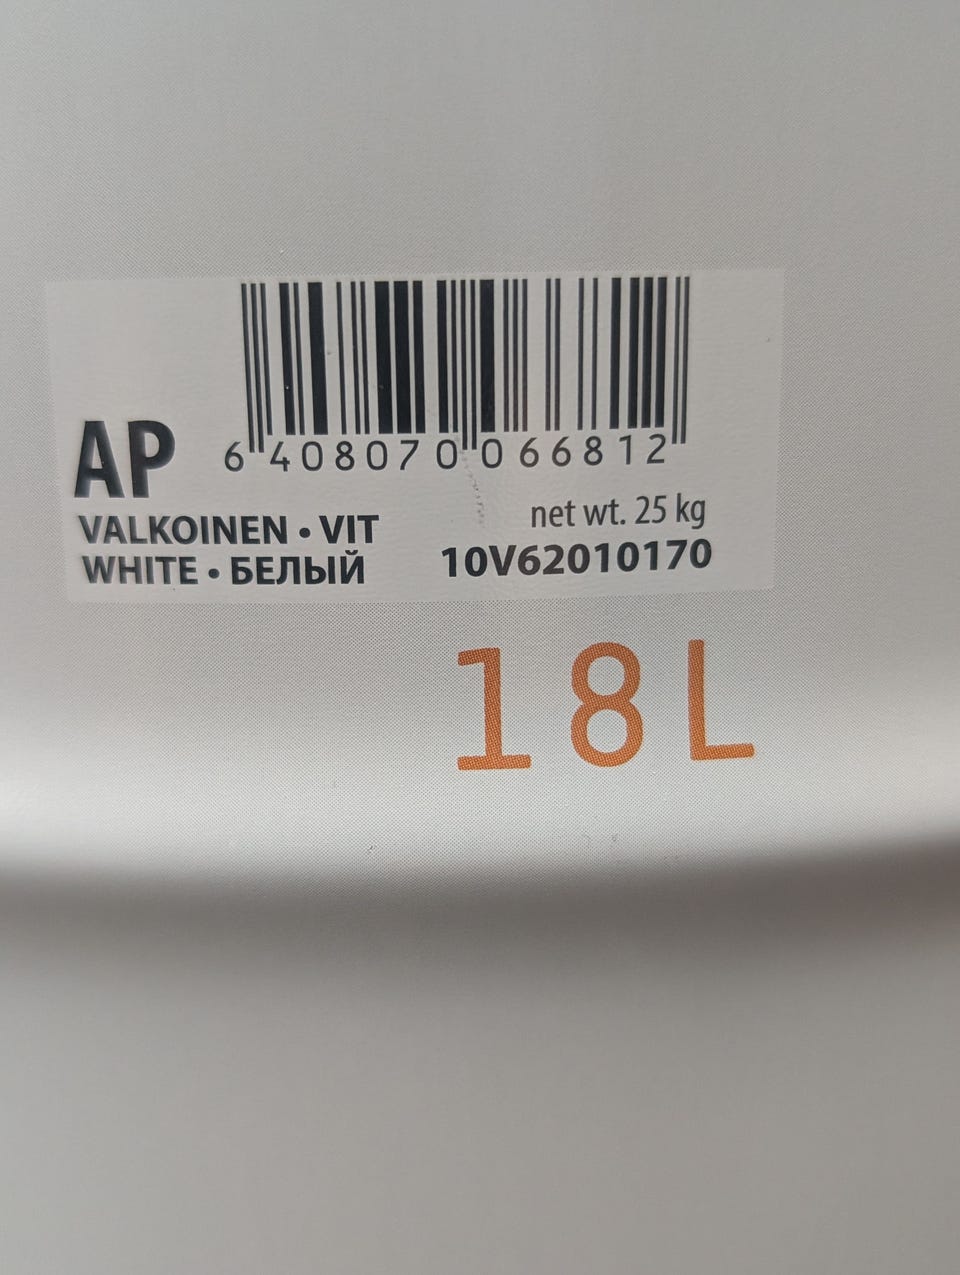 6 408070 066812
AP
VALKOINEN • VIT
WHITE • БЕЛЫЙ
net wt. 25 kg
10V62010170
18L